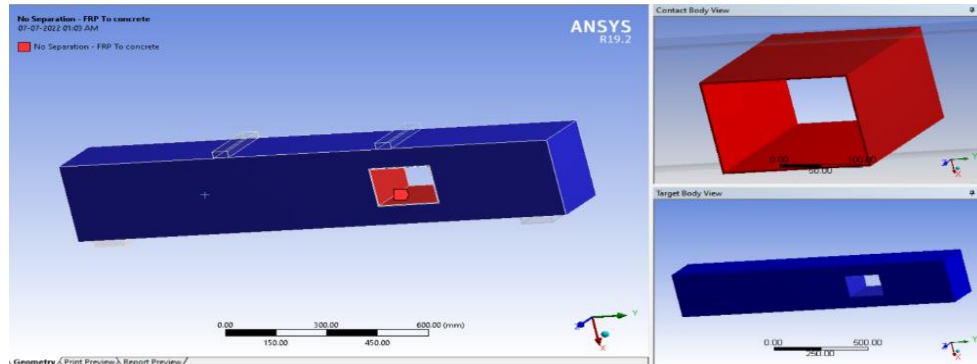 No Separation - FRP To concrete
07-07-2022 01:03 AM
No Separation - FRP To concrete
ANSYS
R19.2
0.00
300.00
600.00 (mm)
150.00
450.00
Z
Y
X
Geometry / Print Preview / Report Preview /
Contact Body View
0.00
100.00
50.00
Z
Y
X
Target Body View
0.00
500.00
250.00
Z
Y
X